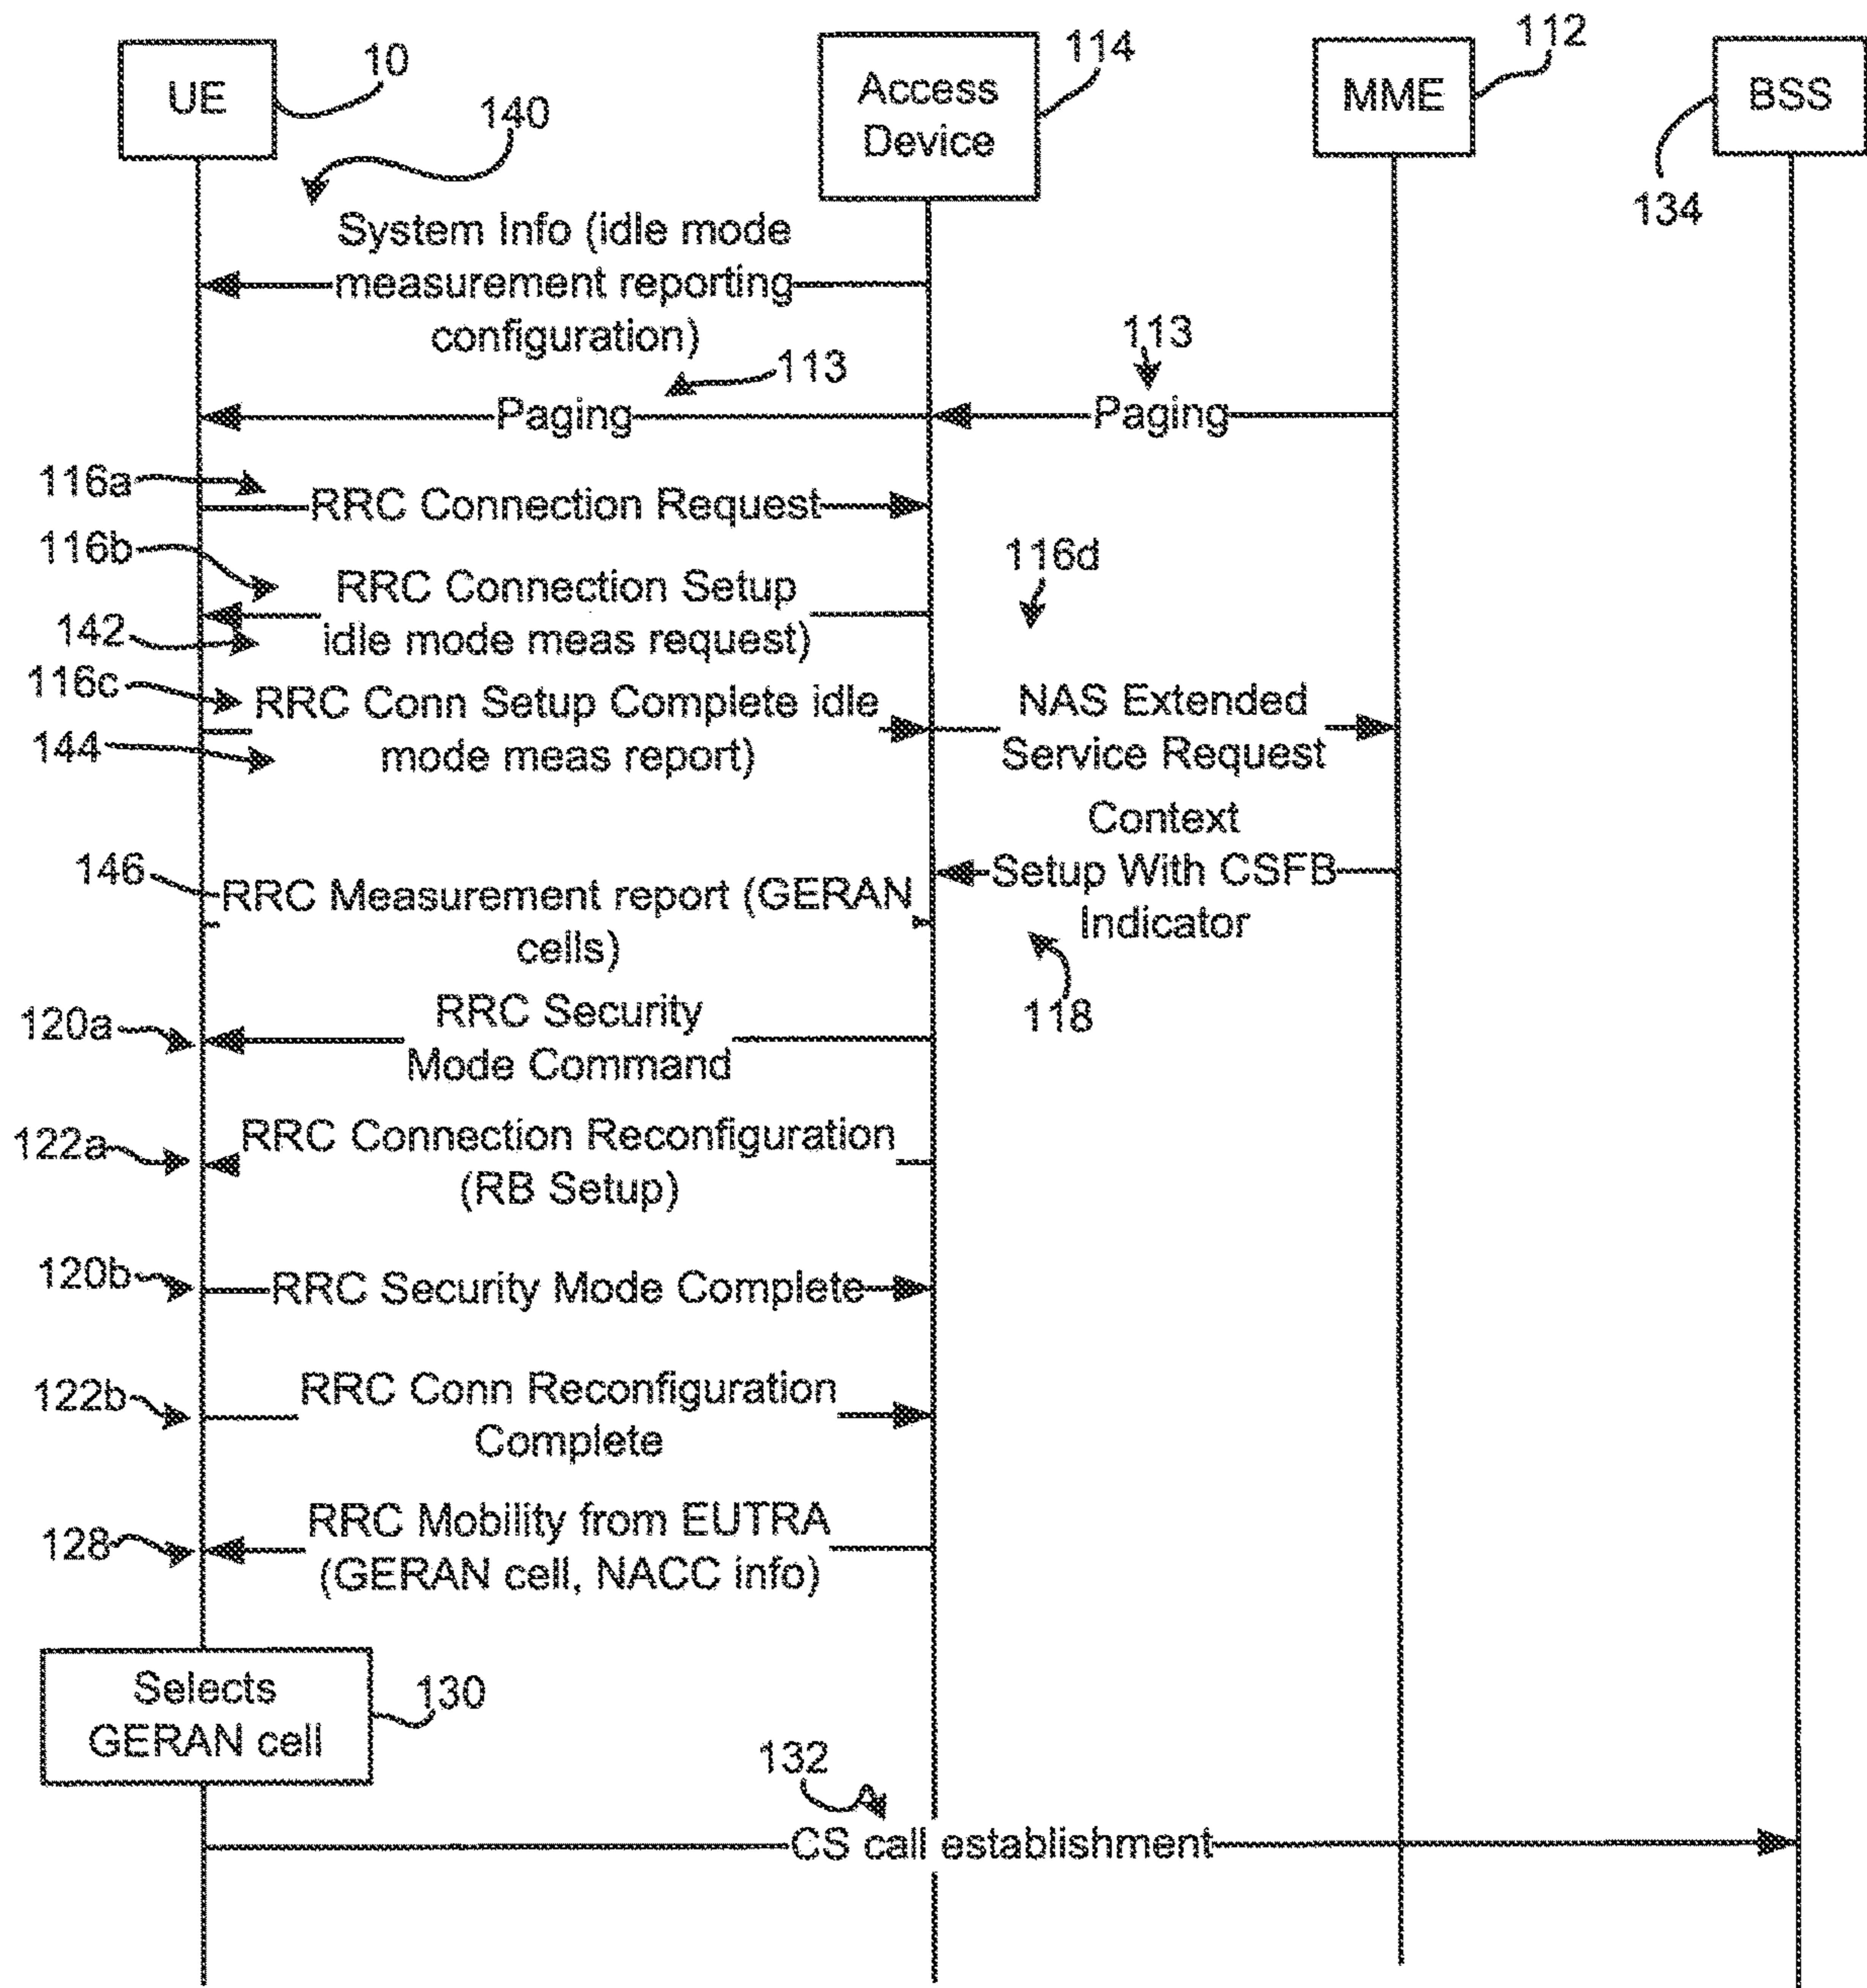 UE
10
Access
Device
114
MME
112
BSS
134
140
System Info (idle mode
measurement reporting
configuration)
113
113
Paging
Paging
116a
RRC Connection Request
116b
RRC Connection Setup
idle mode meas request)
142
116d
116c
RRC Conn Setup Complete idle
mode meas report)
144
NAS Extended
Service Request
Context
Setup With CSFB
Indicator
118
146
RRC Measurement report (GERAN
cells)
120a
RRC Security
Mode Command
122a
RRC Connection Reconfiguration
(RB Setup)
120b
RRC Security Mode Complete
122b
RRC Conn Reconfiguration
Complete
128
RRC Mobility from EUTRA
(GERAN cell, NACC info)
Selects
GERAN cell
130
132
CS call establishment